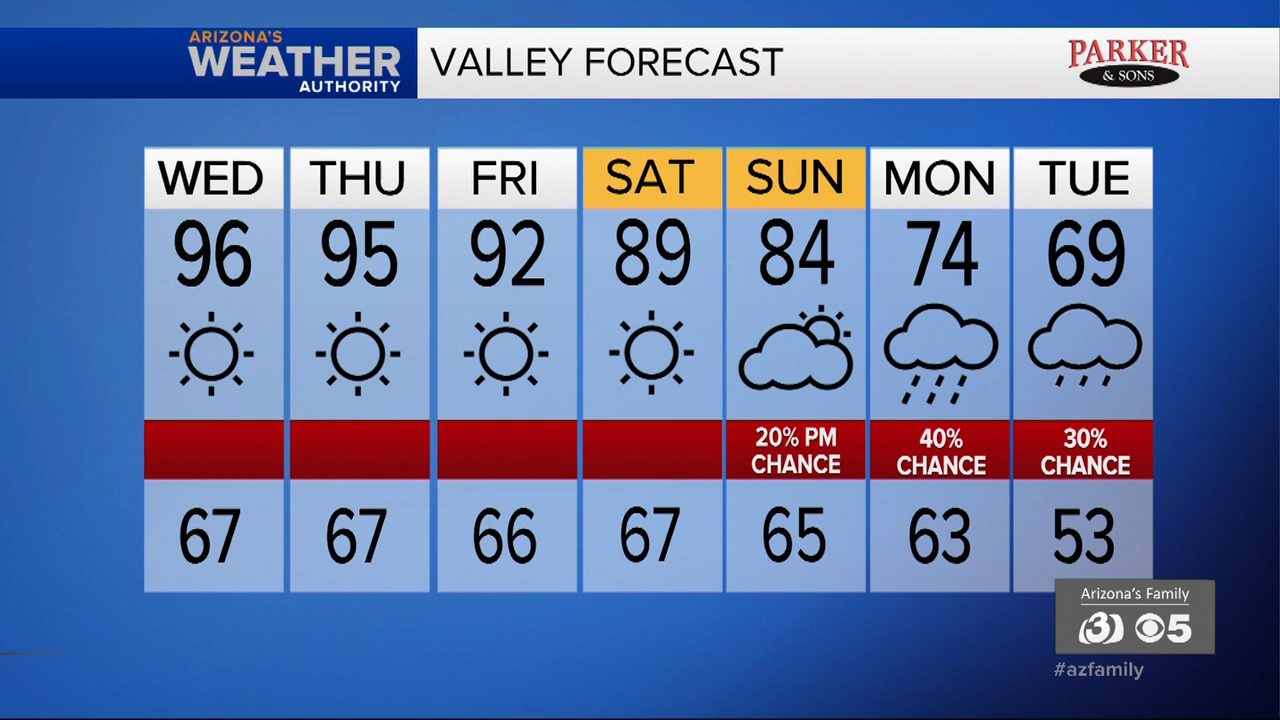 ARIZONA'S
WEATHER
AUTHORITY
VALLEY FORECAST
PARKER
& SONS
WED THU FRI SAT SUN MON TUE
96 95 92 89 84 74 69
20% PM CHANCE
40% CHANCE
30% CHANCE
67 67 66 67 65 63 53
Arizona's Family
3 5
#azfamily